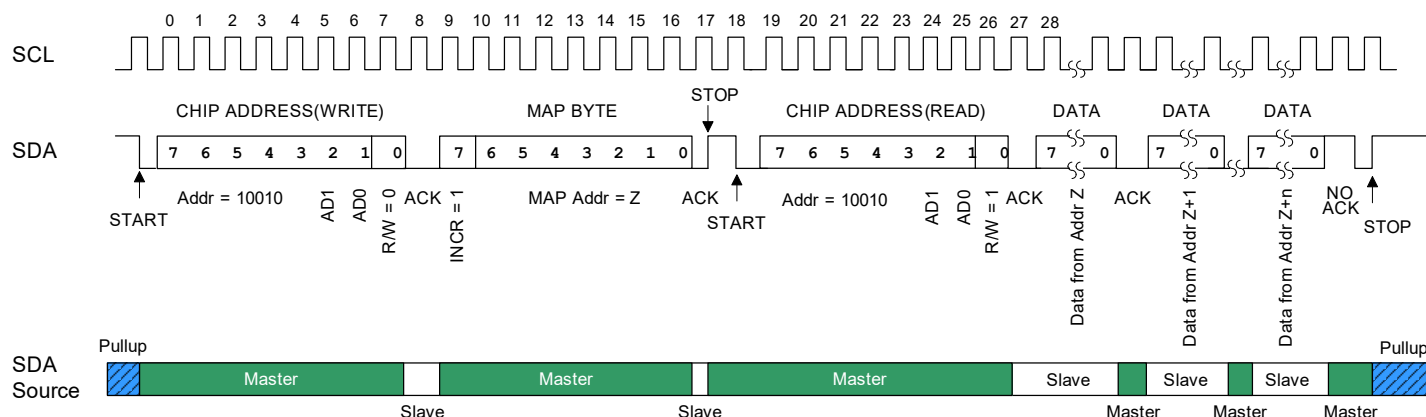 0 1 2 3 4 5 6 7 8 9 10 11 12 13 14 15 16 17 18 19 20 21 22 23 24 25 26 27 28
SCL
STOP
CHIP ADDRESS(WRITE) MAP BYTE CHIP ADDRESS(READ) DATA DATA DATA
SDA
7 6 5 4 3 2 1 0 7 6 5 4 3 2 1 0 7 6 5 4 3 2 1 0 7 0 7 0 7 0
START
Addr = 10010
AD1
AD0
R/W = 0
ACK
INCR = 1
MAP Addr = Z
ACK
START
Addr = 10010
AD1
AD0
R/W = 1
ACK
Data from Addr Z
ACK
Data from Addr Z+1
Data from Addr Z+n
NO
ACK
STOP
Pullup Pullup
SDA
Source
Master Master Master Slave Slave Slave
Slave Slave Master Master Master